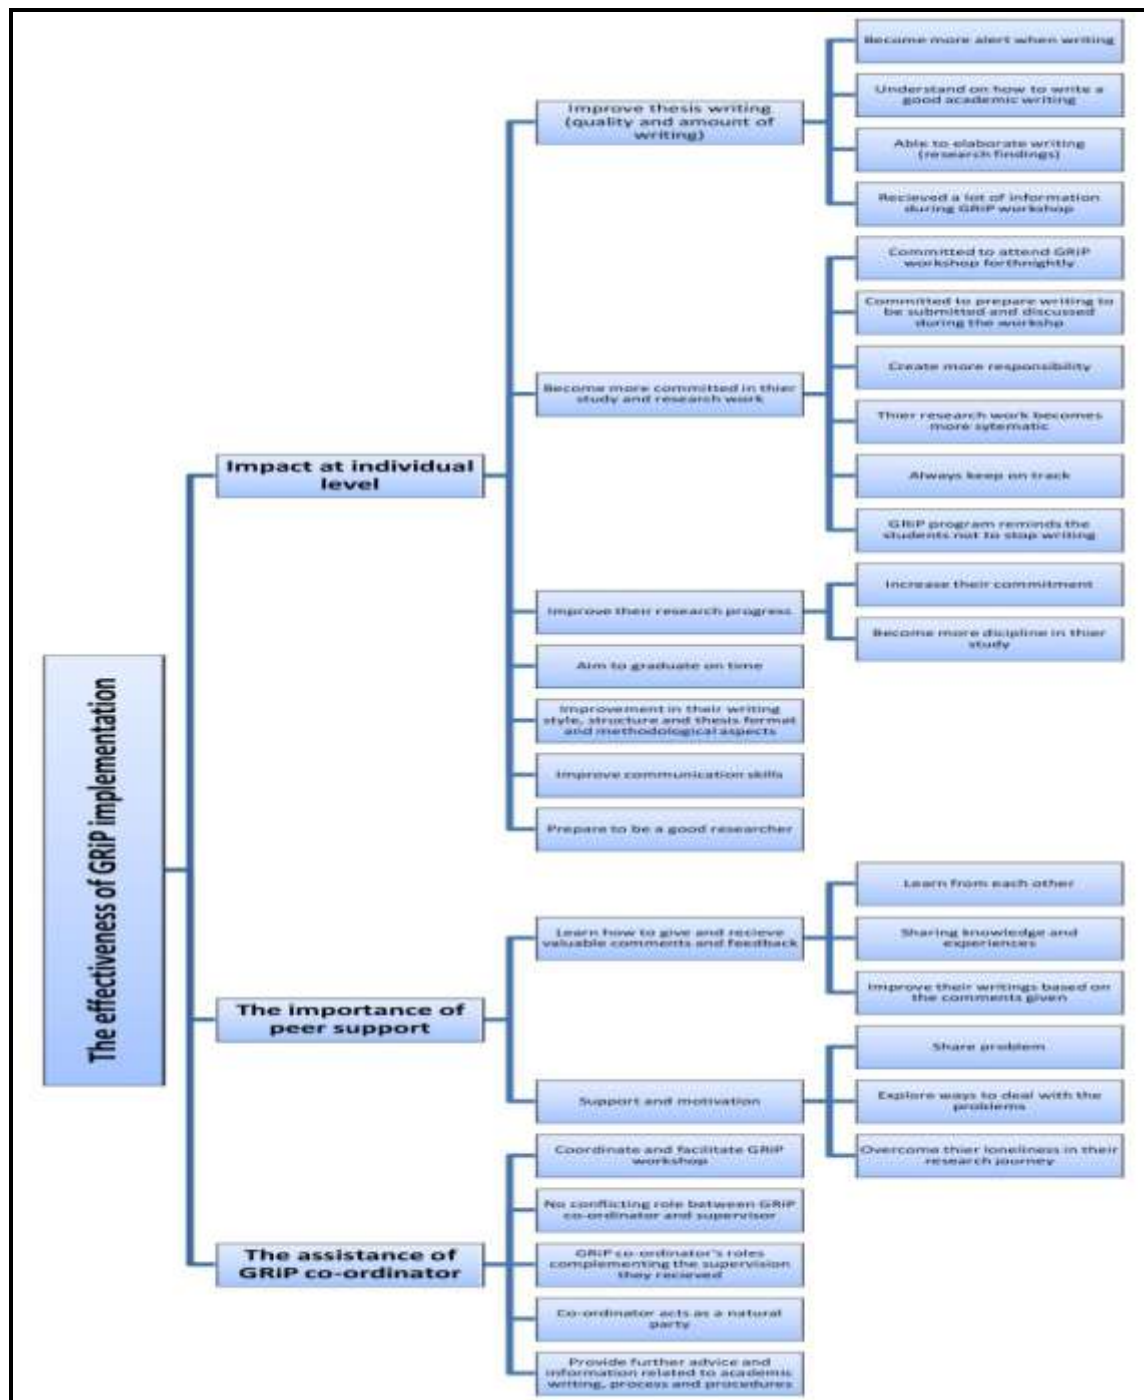 The effectiveness of GRiP implementation
Impact at individual
level
Improve thesis writing
(quality and amount of
writing)
Become more alert when writing
Understand on how to write a
good academic writing
Able to elaborate writing
(research findings)
Recieved a lot of information
during GRiP workshop
Become more committed in thier
study and research work
Committed to attend GRiP
workshop forthnightly
Committed to prepare writing to
be submitted and discussed
during the workshp
Create more responsibility
Thier research work becomes
more sytematic
Always keep on track
GRiP program reminds the
students not to stop writing
Improve their research progress
Increase their commitment
Become more dicipline in thier
study
Aim to graduate on time
Improvement in their writing
style, structure and thesis format
and methodological aspects
Improve communication skills
Prepare to be a good researcher
The importance of
peer support
Learn how to give and recieve
valuable comments and feedback
Learn from each other
Sharing knowledge and
experiences
Improve their writings based on
the comments given
Support and motivation
Share problem
Explore ways to deal with the
problems
Overcome thier loneliness in their
research journey
The assistance of
GRiP co-ordinator
Coordinate and facilitate GRiP
workshop
No conflicting role between GRiP
co-ordinator and supervisor
GRiP co-ordinator's roles
complementing the supervision
they recieved
Co-ordinator acts as a natural
party
Provide further advice and
information related to academic
writing, process and procedures